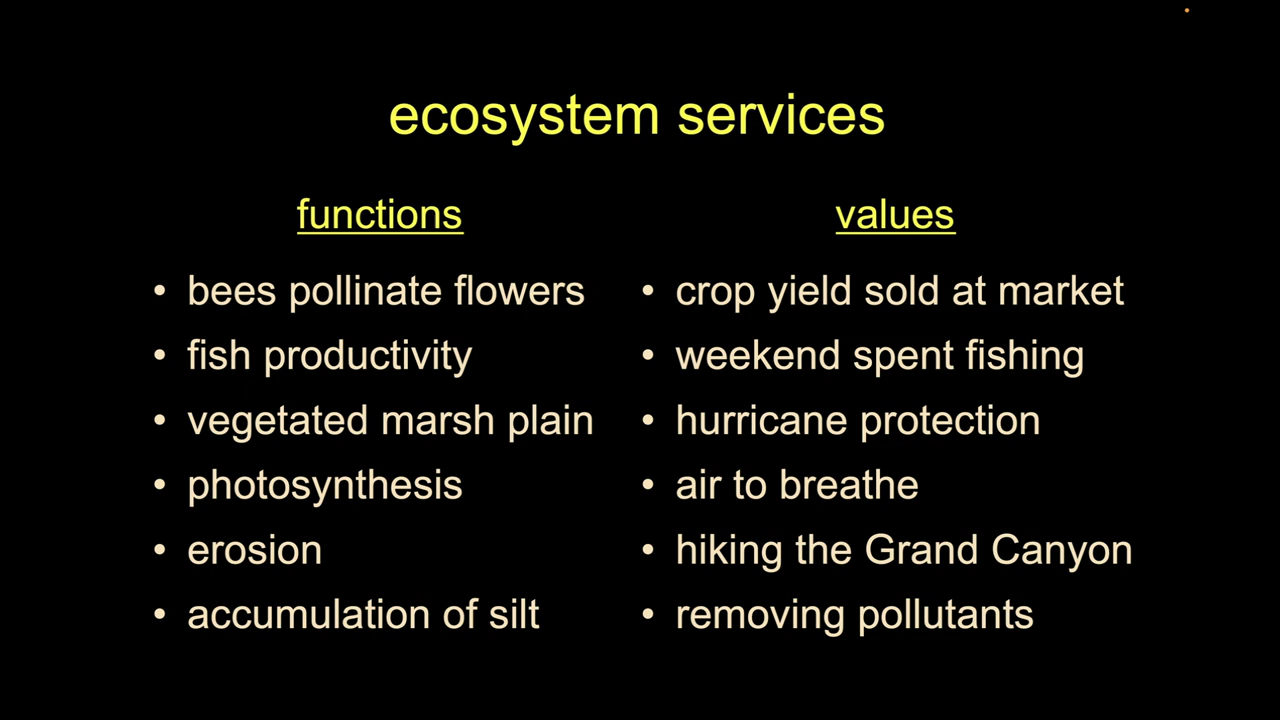 ecosystem services
functions
• bees pollinate flowers
• fish productivity
• vegetated marsh plain
• photosynthesis
• erosion
• accumulation of silt
values
• crop yield sold at market
• weekend spent fishing
• hurricane protection
• air to breathe
• hiking the Grand Canyon
• removing pollutants